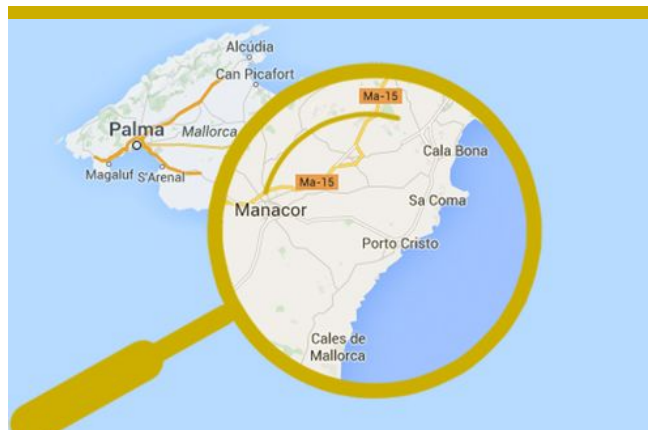 Alcúdia
Can Picafort
Ma-15
Palma
Mallorca
Cala Bona
Magaluf
S'Arenal
Ma-15
Manacor
Sa Coma
Porto Cristo
Cales de
Mallorca